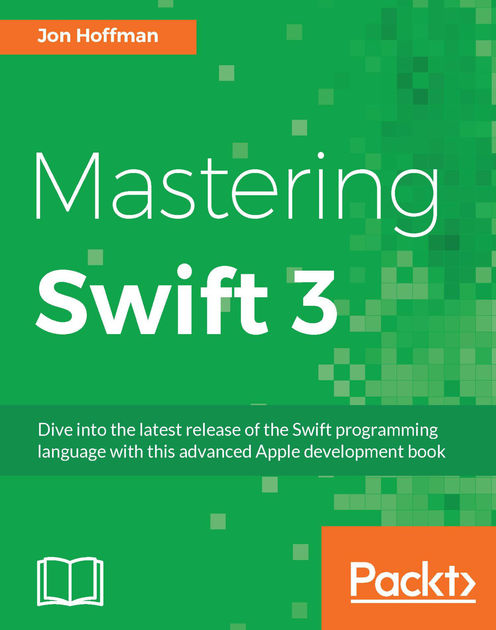 Jon Hoffman
Mastering
Swift 3
Dive into the latest release of the Swift programming
language with this advanced Apple development book
Packt>